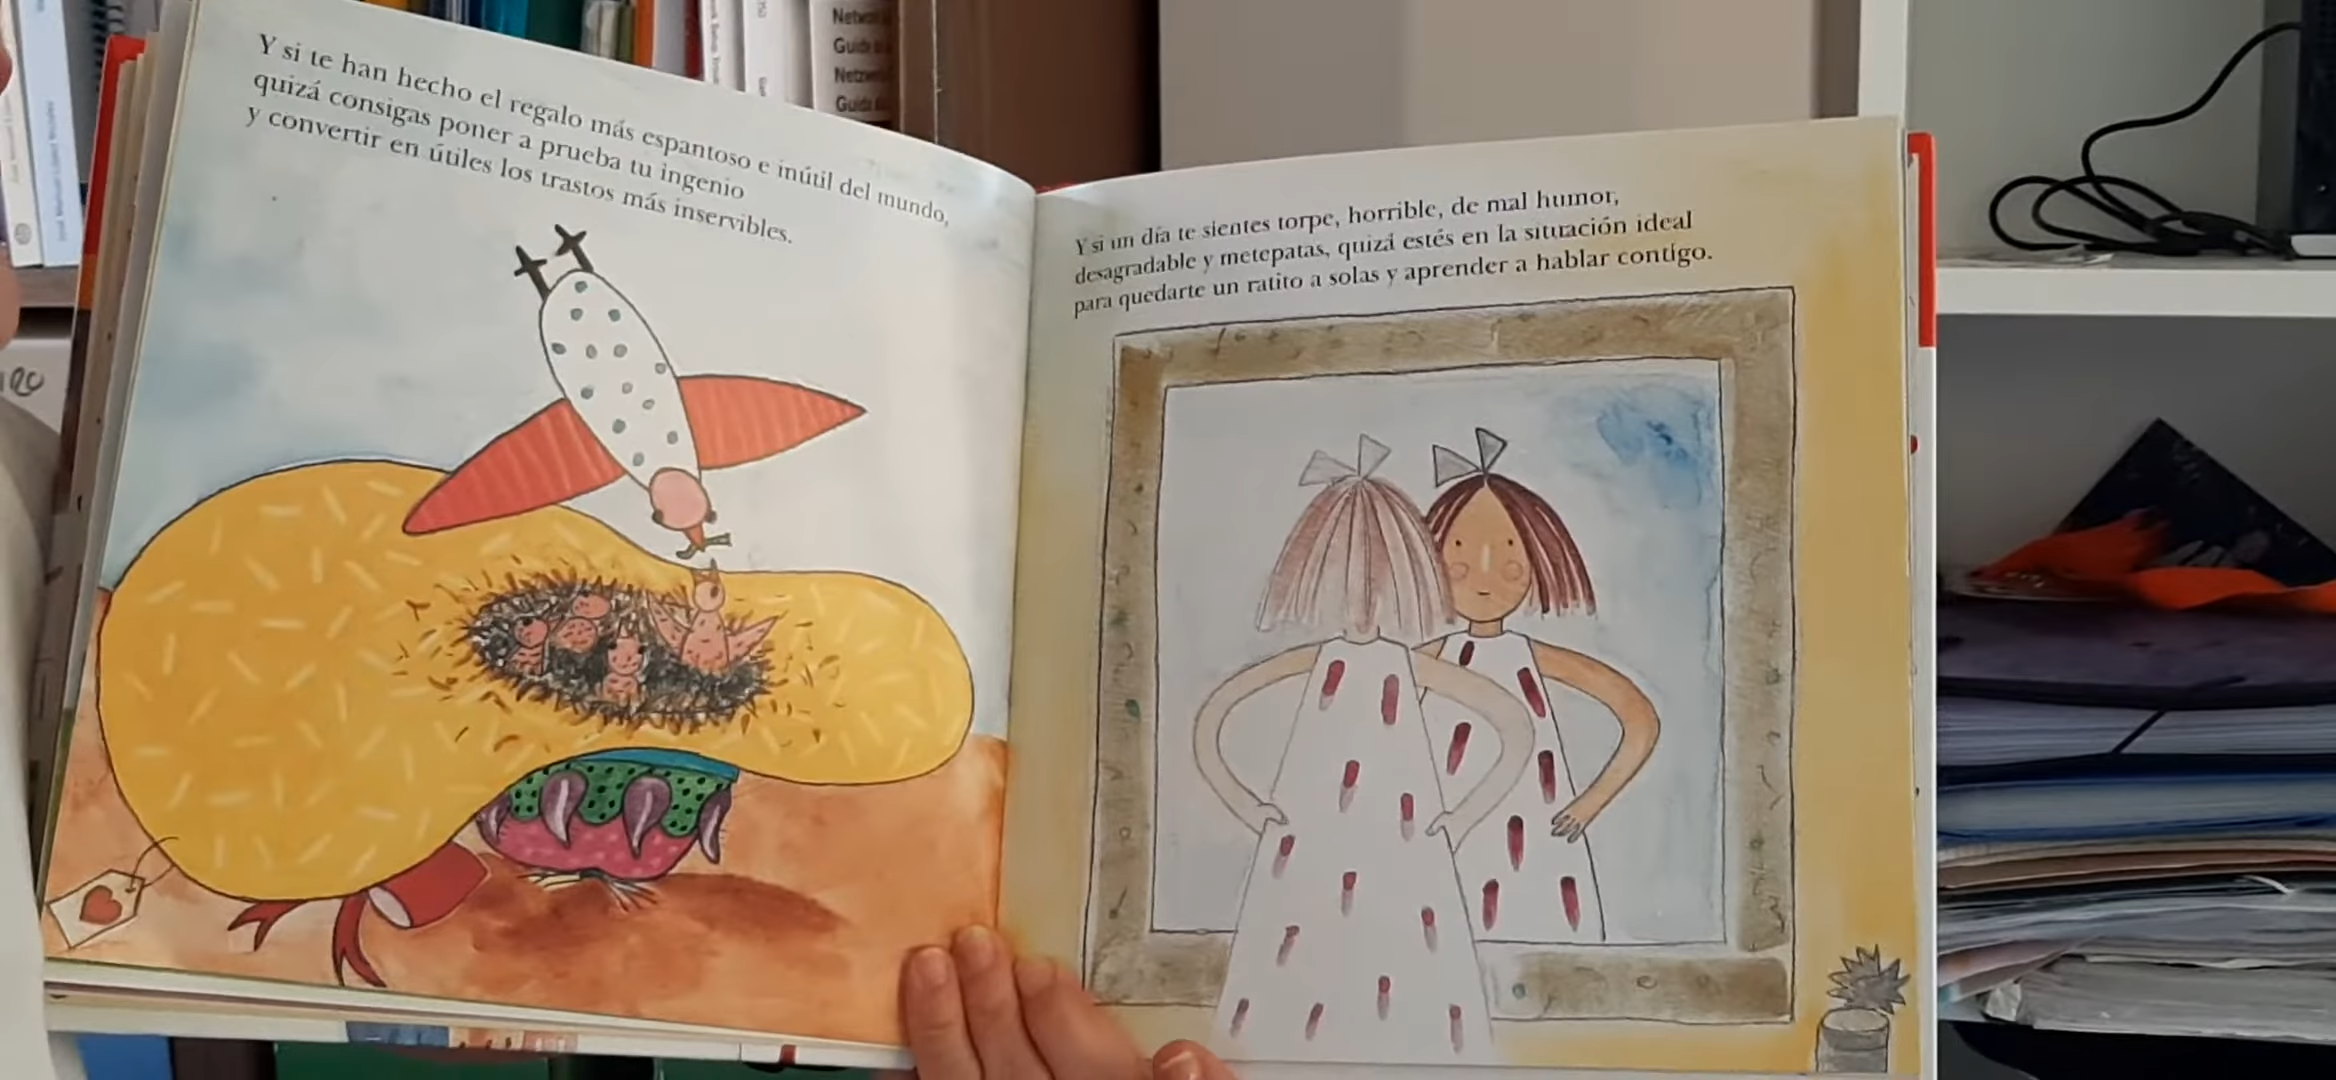 Y si te han hecho el regalo más espantoso e inútil del mundo,
quizá consigas poner a prueba tu ingenio
y convertir en útiles los trastos más inservibles.
Y si un día te sientes torpe, horrible, de mal humor,
desagradable y metepatas, quizá estés en la situación ideal
para quedarte un ratito a solas y aprender a hablar contigo.
Guida
Guida